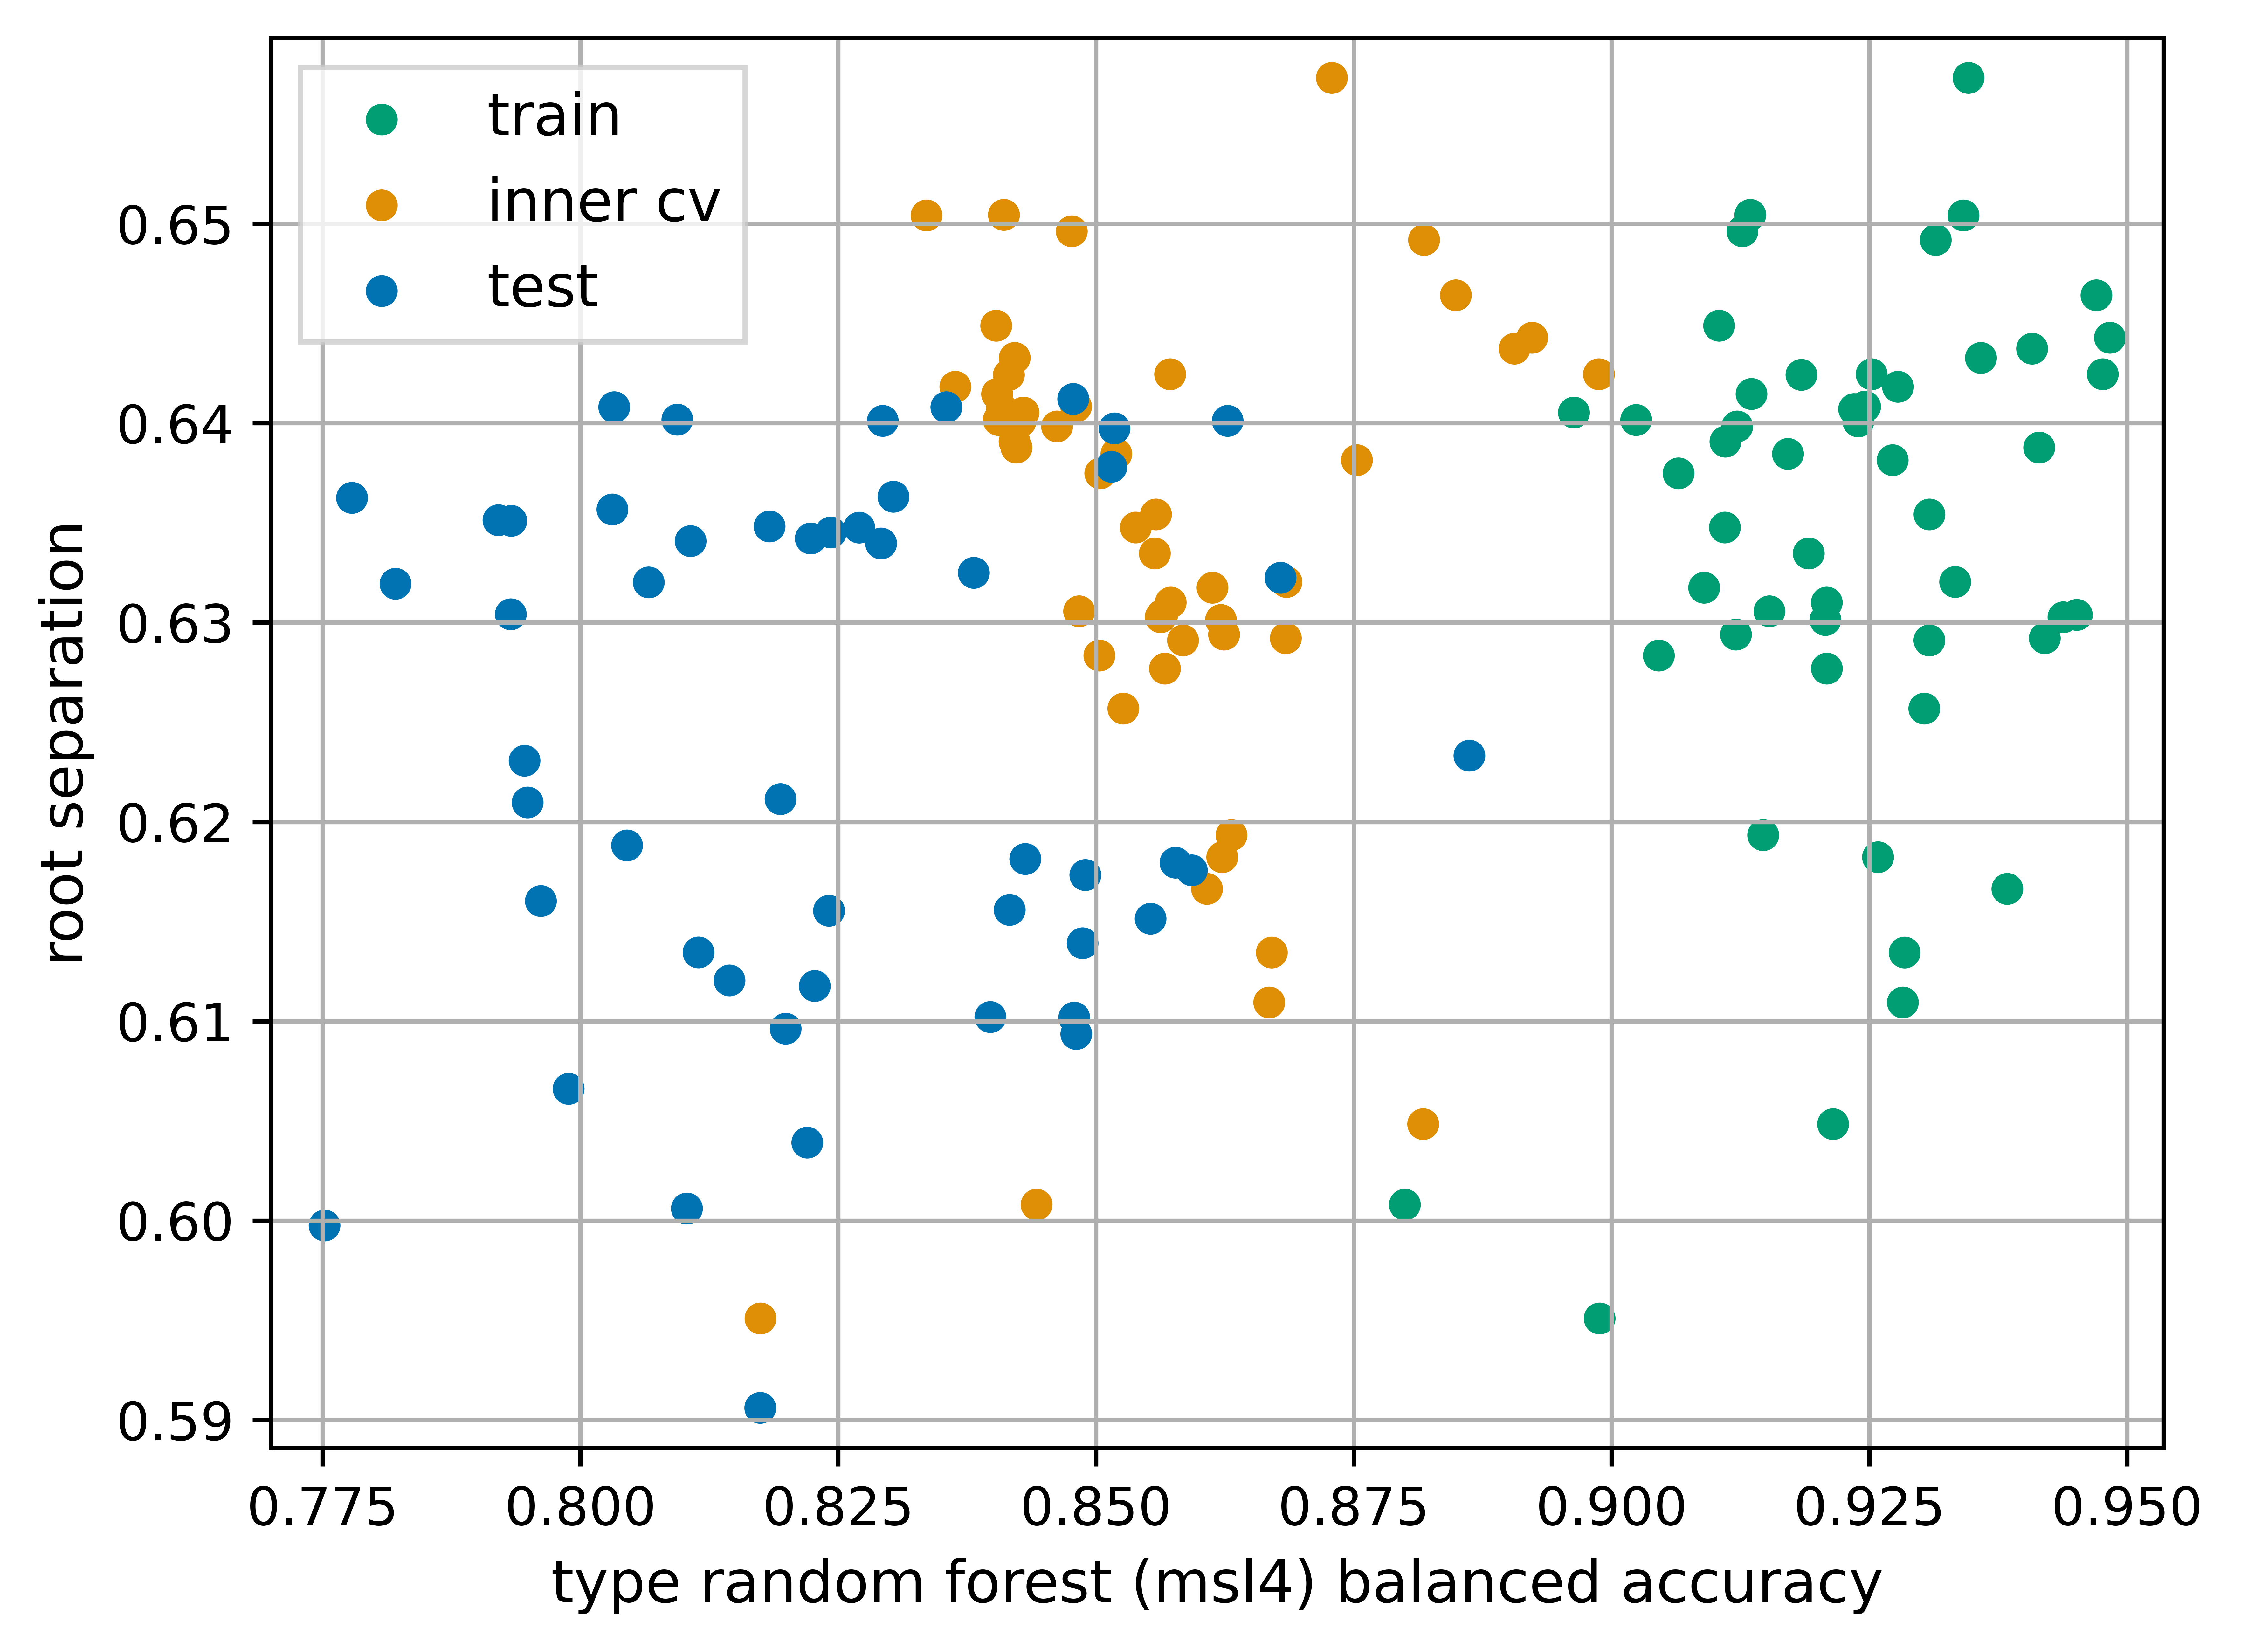 train
inner cv
test
root separation
0.65
0.64
0.63
0.62
0.61
0.60
0.59
0.775 0.800 0.825 0.850 0.875 0.900 0.925 0.950
type random forest (msl4) balanced accuracy